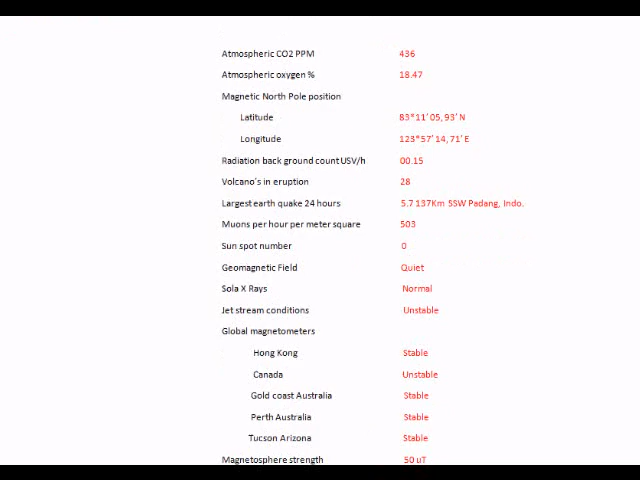 Atmospheric CO2 PPM 436
Atmospheric oxygen % 18.47
Magnetic North Pole position
Latitude 83°11′05,93′N
Longitude 123°57′14,71′E
Radiation back ground count USV/h 00.15
Volcano's in eruption 28
Largest earth quake 24 hours 5.7 137Km SSW Padang, Indo.
Muons per hour per meter square 503
Sun spot number 0
Geomagnetic Field Quiet
Sola X Rays Normal
Jet stream conditions Unstable
Global magnetometers
Hong Kong Stable
Canada Unstable
Gold coast Australia Stable
Perth Australia Stable
Tucson Arizona Stable
Magnetosphere strength 50 uT